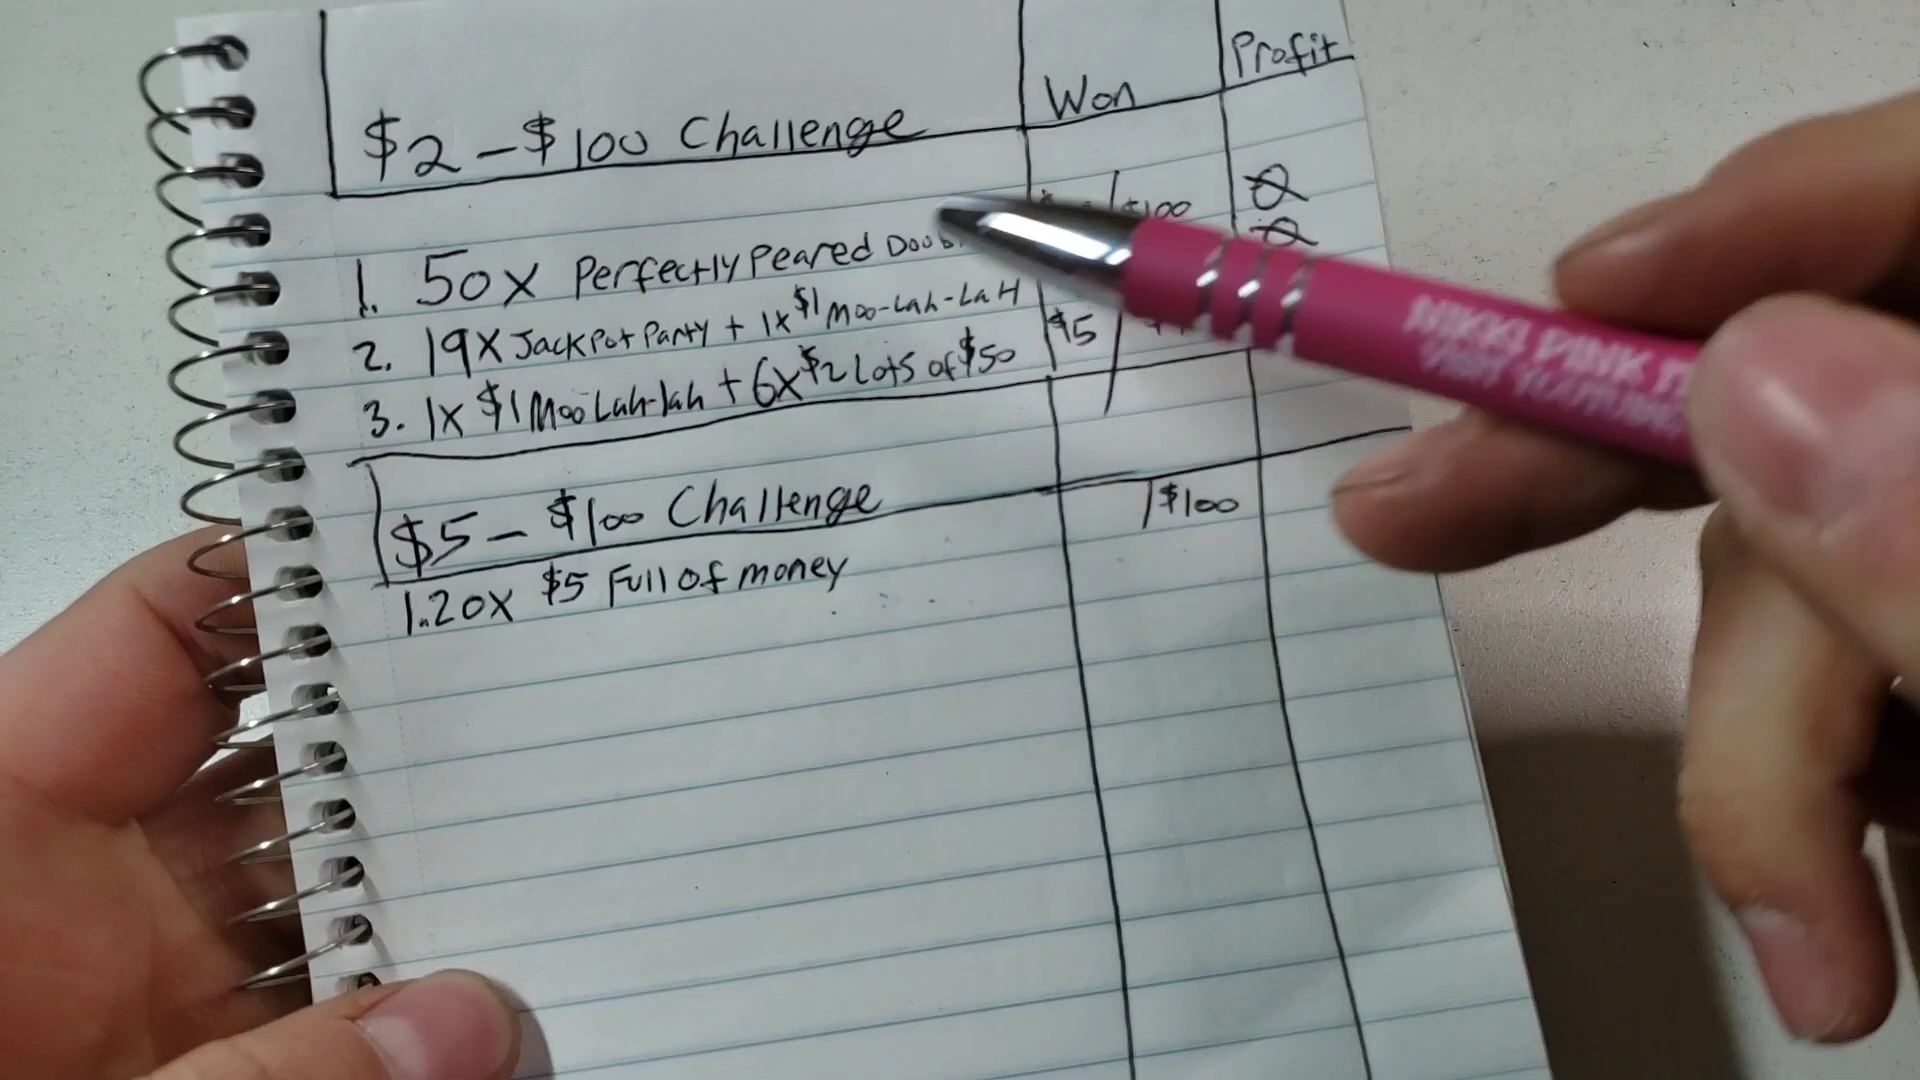 Profit
Won
$2-$100 Challenge
$100 Ø
Ø
1. 50x Perfectly Peared
2. 19x Jackpot Party + 1x $1 Moo-Lah-LaH
3. 1x $1 Moo Lah-lah + 6x $2 Lots of $50 $5 /
$5 - $100 Challenge / $100
1. 20x $5 Full Of money
NIKKI PINK